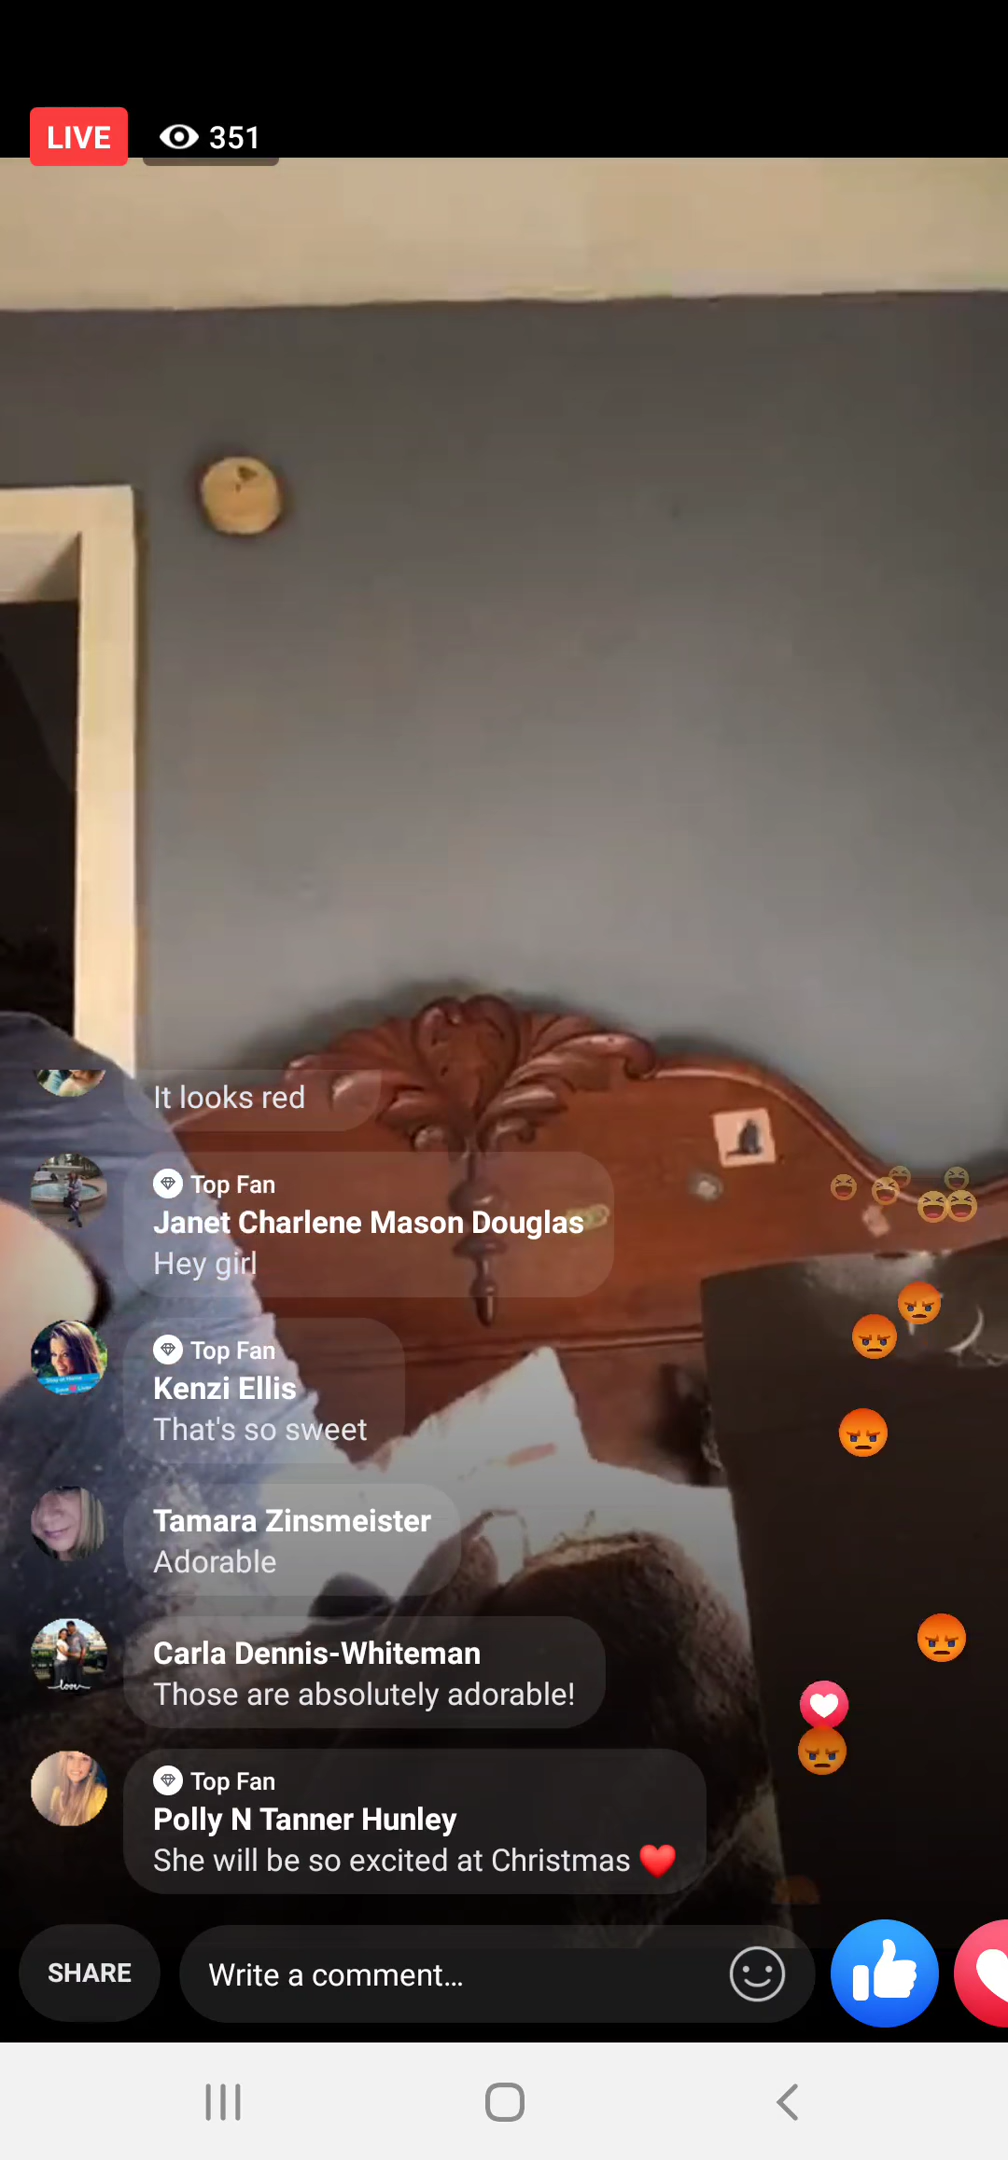 LIVE 351
It looks red
Top Fan
Janet Charlene Mason Douglas
Hey girl
Top Fan
Kenzi Ellis
That's so sweet
Tamara Zinsmeister
Adorable
Carla Dennis-Whiteman
Those are absolutely adorable!
Top Fan
Polly N Tanner Hunley
She will be so excited at Christmas ♥️
SHARE Write a comment...